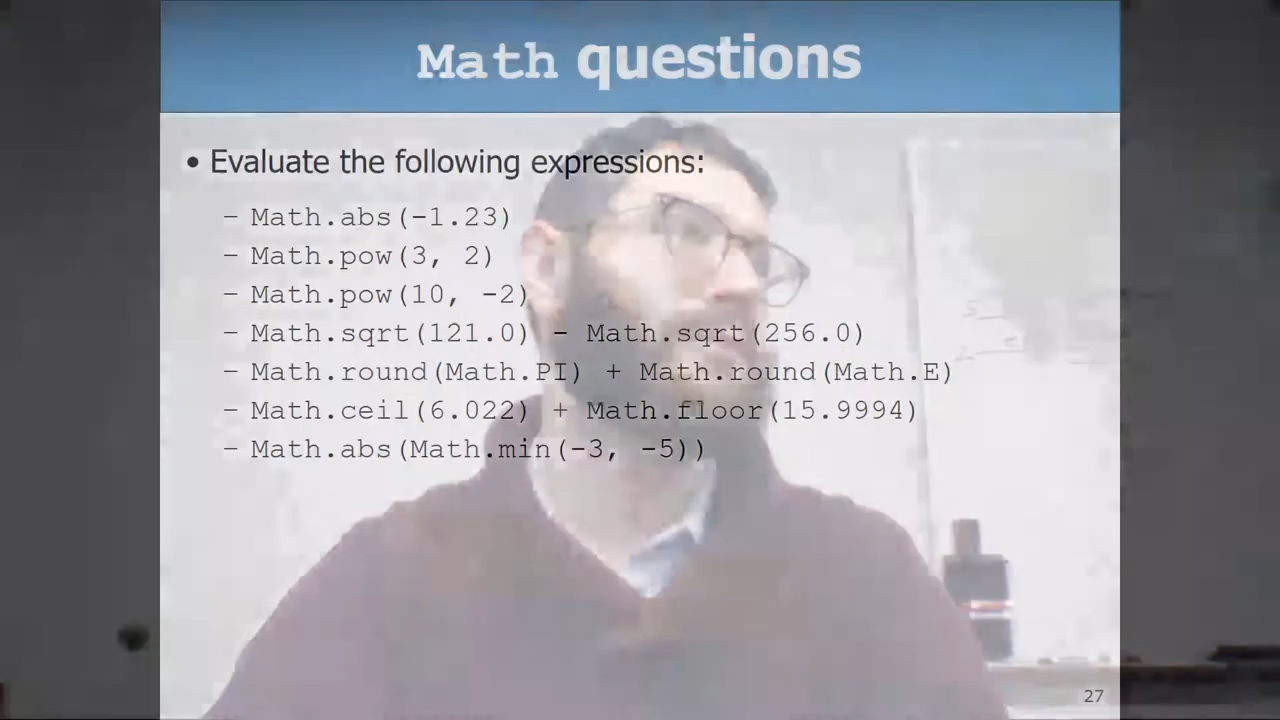 Math questions
• Evaluate the following expressions:
– Math.abs(-1.23)
– Math.pow(3, 2)
– Math.pow(10, -2)
– Math.sqrt(121.0) - Math.sqrt(256.0)
– Math.round(Math.PI) + Math.round(Math.E)
– Math.ceil(6.022) + Math.floor(15.9994)
– Math.abs(Math.min(-3, -5))
27